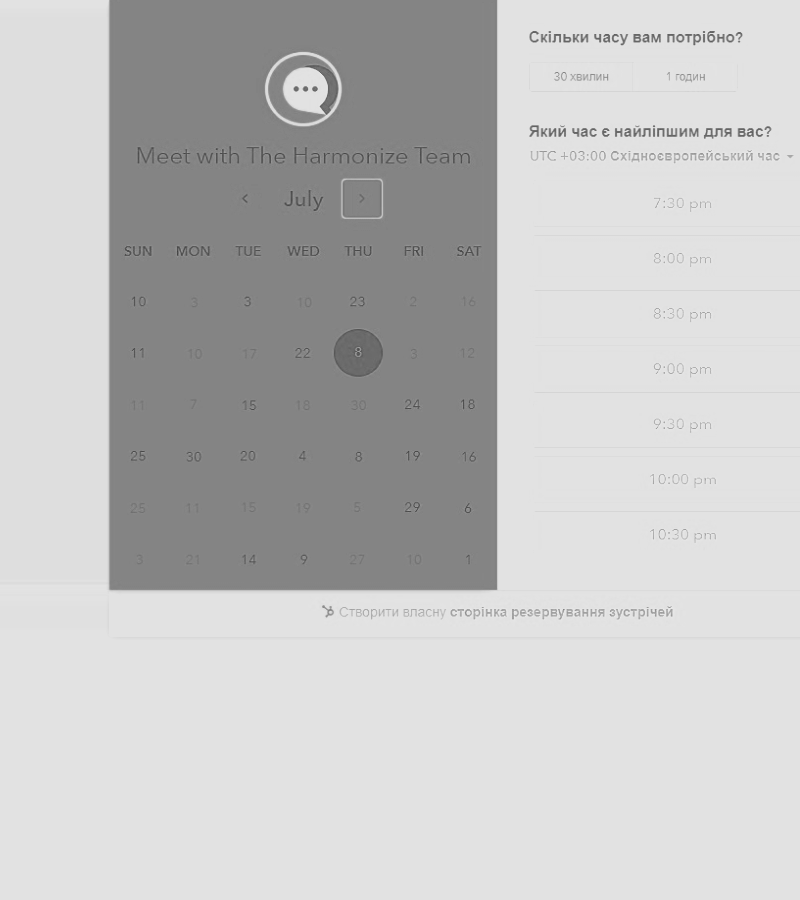 Meet with The Harmonize Team
July
SUN MON TUE WED THU FRI SAT
10 3 3 10 23 2 16
11 10 17 22 8 3 12
11 7 15 18 30 24 18
25 30 20 4 8 19 16
25 11 15 19 5 29 6
3 21 14 9 27 10 1
Скільки часу вам потрібно?
30 хвилин 1 годин
Який час є найліпшим для вас?
UTC +03:00 Східноєвропейський час
7:30 pm
8:00 pm
8:30 pm
9:00 pm
9:30 pm
10:00 pm
10:30 pm
Створити власну сторінка резервування зустрічей